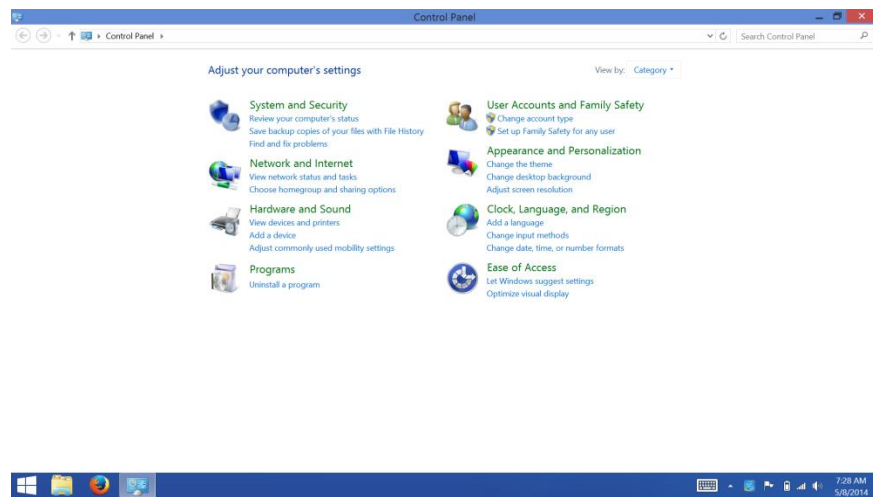 Control Panel
Control Panel
Search Control Panel
Adjust your computer's settings
View by: Category
System and Security
Review your computer's status
Save backup copies of your files with File History
Find and fix problems
Network and Internet
View network status and tasks
Choose homegroup and sharing options
Hardware and Sound
View devices and printers
Add a device
Adjust commonly used mobility settings
Programs
Uninstall a program
User Accounts and Family Safety
Change account type
Set up Family Safety for any user
Appearance and Personalization
Change the theme
Change desktop background
Adjust screen resolution
Clock, Language, and Region
Add a language
Change input methods
Change date, time, or number formats
Ease of Access
Let Windows suggest settings
Optimize visual display
7:28 AM
5/8/2014